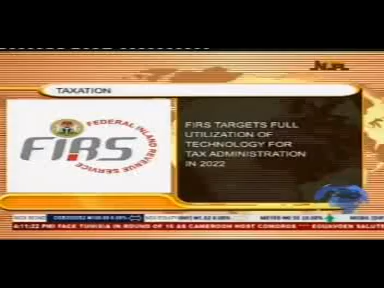 TAXATION
FEDERAL INLAND REVENUE SERVICE
FIRS
FIRS TARGETS FULL
UTILIZATION OF
TECHNOLOGY FOR
TAX ADMINISTRATION
IN 2022
FACE TUNISIA IN ROUND OF 16 AS CAMEROON HOST COMOROS